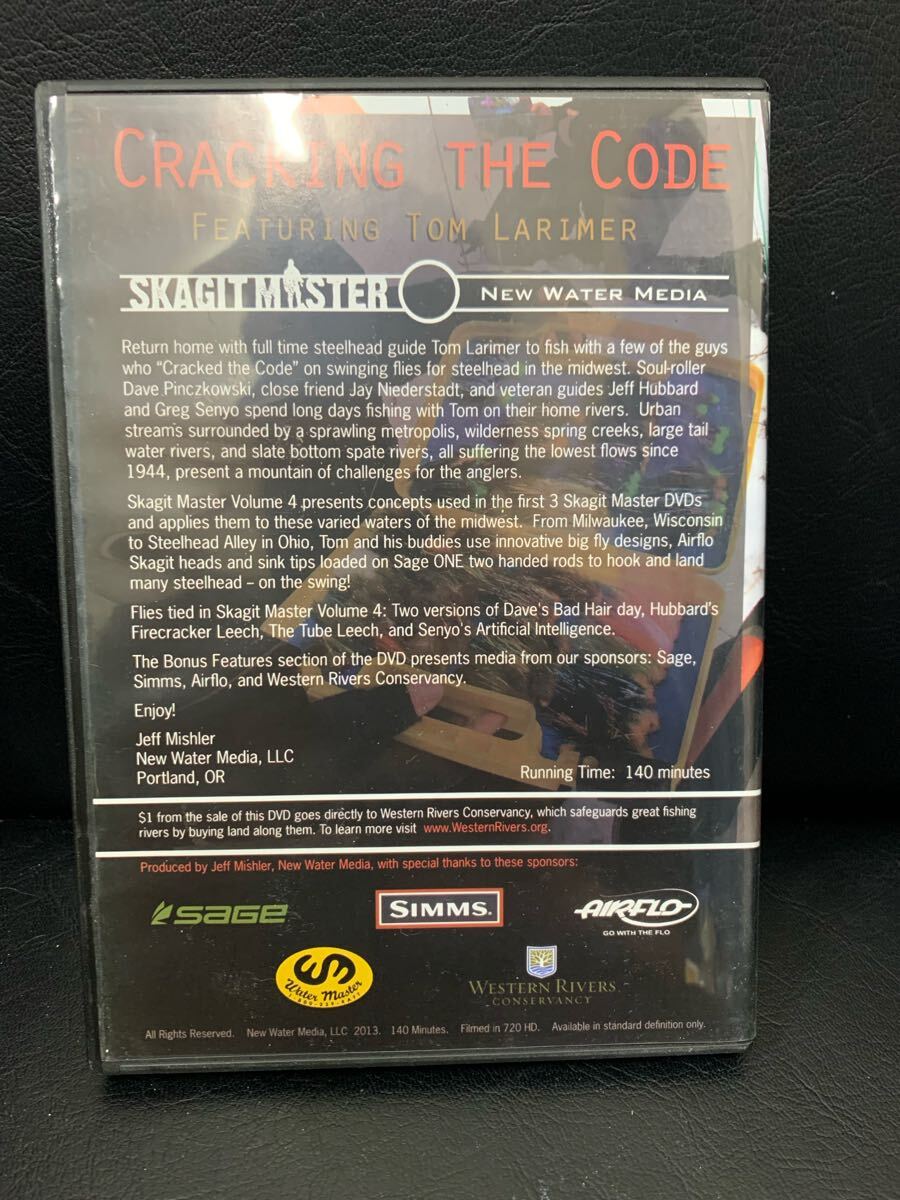 CRACKING THE CODE
FEATURING TOM LARIMER
SKAGIT MASTER NEW WATER MEDIA
Return home with full time steelhead guide Tom Larimer to fish with a few of the guys
who “Cracked the Code” on swinging flies for steelhead in the midwest. Soul-roller
Dave Pinczkowski, close friend Jay Niederstadt, and veteran guides Jeff Hubbard
and Greg Senyo spend long days fishing with Tom on their home rivers. Urban
streams surrounded by a sprawling metropolis, wilderness spring creeks, large tail
water rivers, and slate bottom spate rivers, all suffering the lowest flows since
1944, present a mountain of challenges for the anglers.
Skagit Master Volume 4 presents concepts used in the first 3 Skagit Master DVDs
and applies them to these varied waters of the midwest. From Milwaukee, Wisconsin
to Steelhead Alley in Ohio, Tom and his buddies use innovative big fly designs, Airflo
Skagit heads and sink tips loaded on Sage ONE two handed rods to hook and land
many steelhead – on the swing!
Flies tied in Skagit Master Volume 4: Two versions of Dave's Bad Hair day, Hubbard's
Firecracker Leech, The Tube Leech, and Senyo's Artificial Intelligence.
The Bonus Features section of the DVD presents media from our sponsors: Sage,
Simms, Airflo, and Western Rivers Conservancy.
Enjoy!
Jeff Mishler
New Water Media, LLC
Portland, OR
Running Time: 140 minutes
$1 from the sale of this DVD goes directly to Western Rivers Conservancy, which safeguards great fishing
rivers by buying land along them. To learn more visit www.WesternRivers.org.
Produced by Jeff Mishler, New Water Media, with special thanks to these sponsors:
SAGE
SIMMS.
AIRFLO
GO WITH THE FLO
Water Master
WESTERN RIVERS
CONSERVANCY
All Rights Reserved. New Water Media, LLC 2013. 140 Minutes. Filmed in 720 HD. Available in standard definition only.